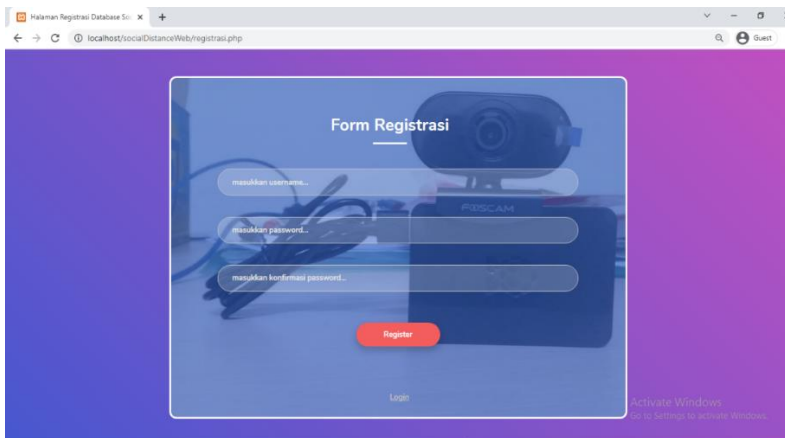 Halaman Registrasi Database So
localhost/socialDistanceWeb/registrasi.php
Guest
Form Registrasi
masukkan username...
FOSCAM
masukkan password...
masukkan konfirmasi password...
Register
Login
Activate Windows
Go to Settings to activate Windows.